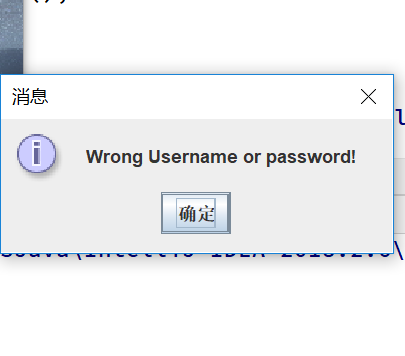 消息
Wrong Username or password!
确定